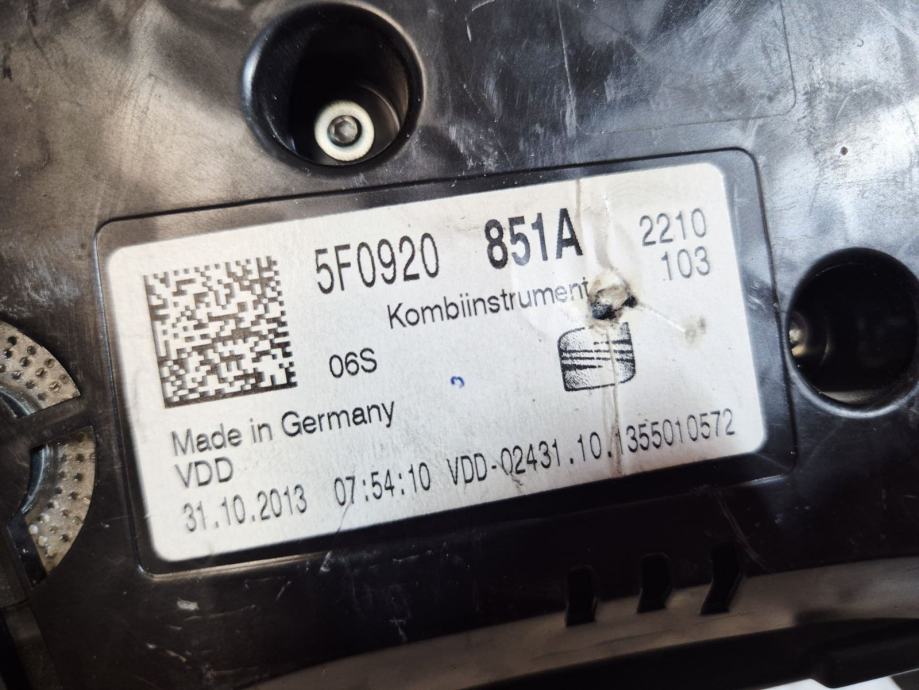 5F0920 851A 2210
103
Kombiinstrument
06S
Made in Germany
VDD
31.10.2013 07:54:10 VDD-02431.10.1355010572